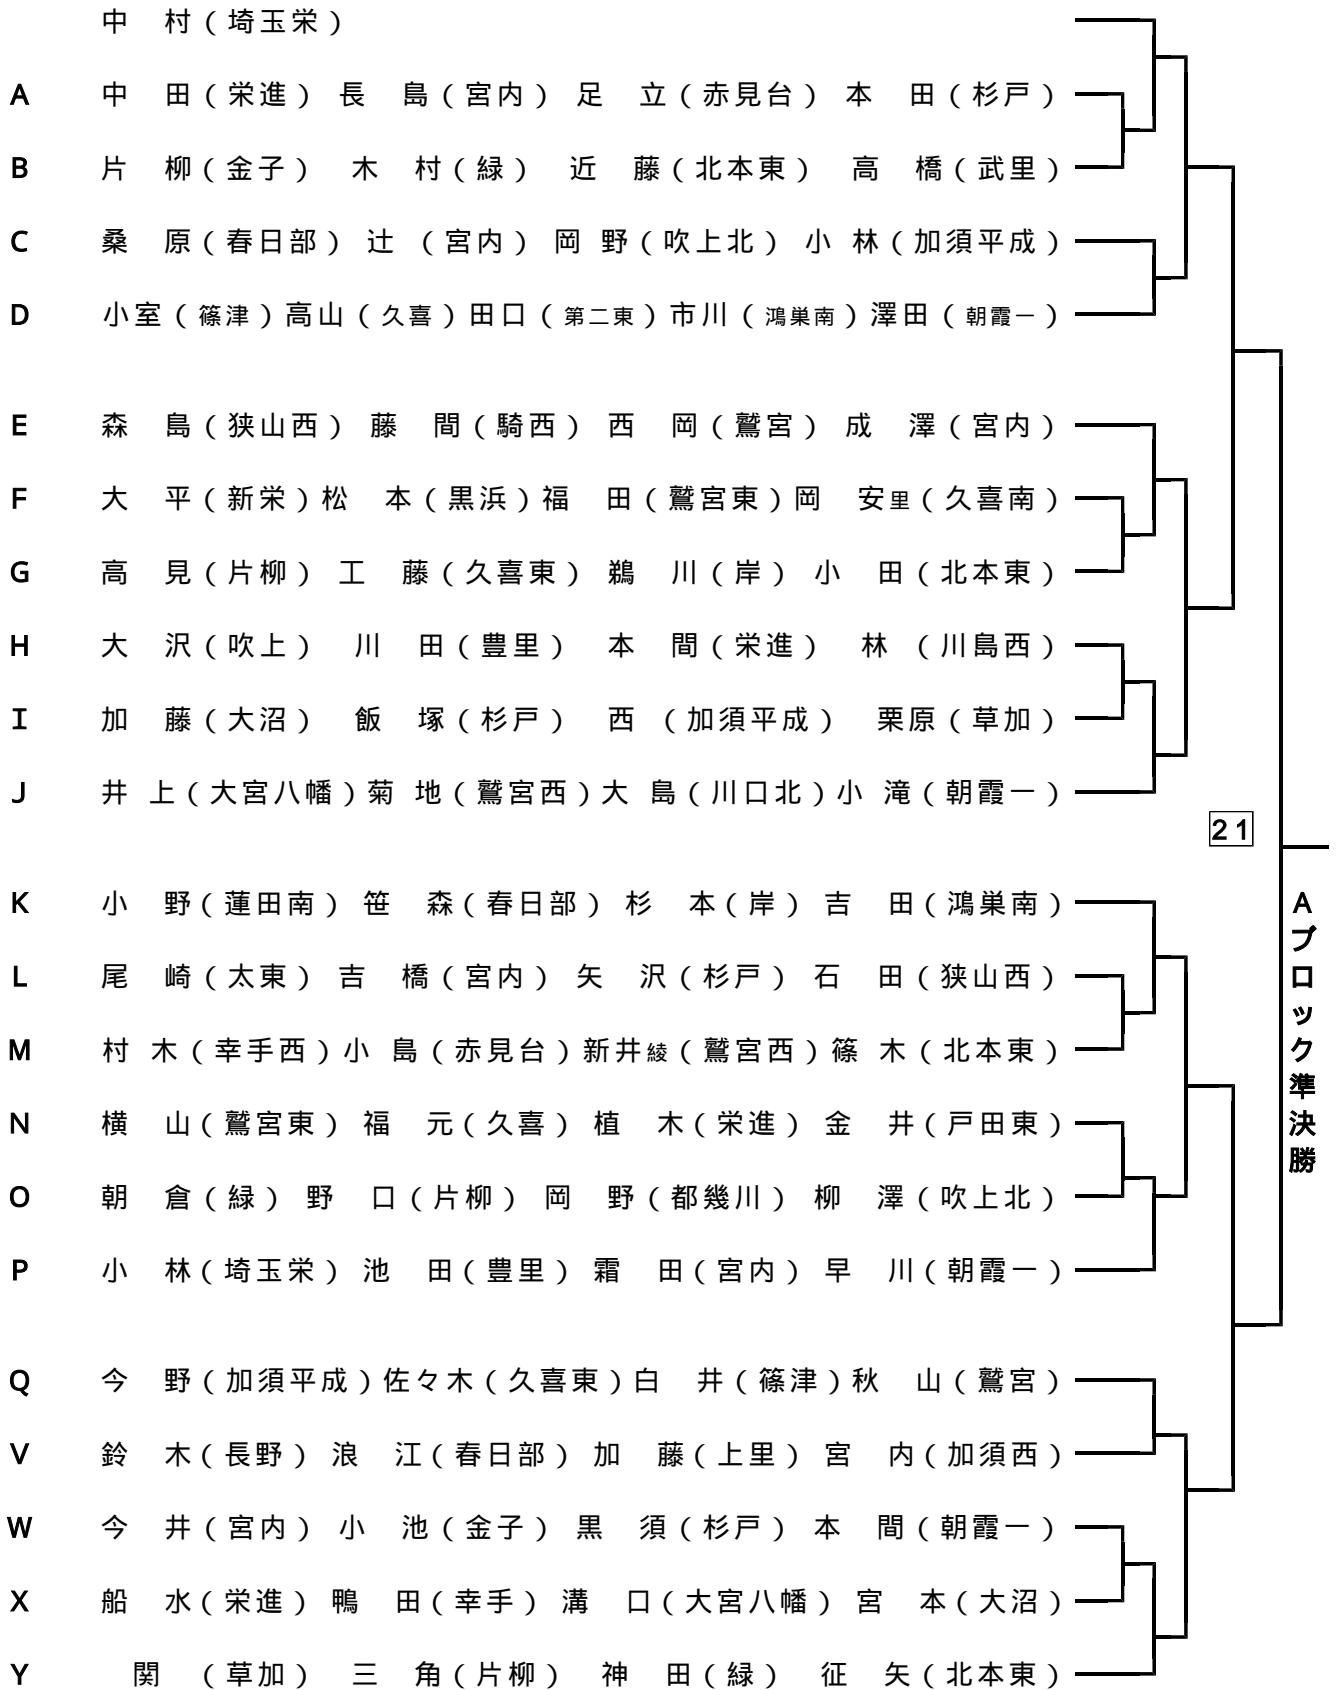 中　村（埼玉栄）
A　中　田（栄進）　長　島（宮内）　足　立（赤見台）　本　田（杉戸）
B　片　柳（金子）　木　村（緑）　近　藤（北本東）　高　橋（武里）
C　桑　原（春日部）　辻　（宮内）　岡 野（吹上北）　小 林（加須平成）
D　小室（篠津）高山（久喜）田口（第二東）市川（鴻巣南）澤田（朝霞一）
E　森　島（狭山西）　藤　間（騎西）　西　岡（鷲宮）　成　澤（宮内）
F　大　平（新栄）松　本（黒浜）福　田（鷲宮東）岡　安里（久喜南）
G　高　見（片柳）　工　藤（久喜東）　鵜　川（岸）　小　田（北本東）
H　大　沢（吹上）　川　田（豊里）　本　間（栄進）　林　（川島西）
I　加　藤（大沼）　飯　塚（杉戸）　西　（加須平成）　栗原（草加）
J　井 上（大宮八幡）菊 地（鷲宮西）大 島（川口北）小 滝（朝霞一）
21
K　小　野（蓮田南）　笹　森（春日部）　杉　本（岸）　吉　田（鴻巣南）
L　尾　崎（太東）　吉　橋（宮内）　矢　沢（杉戸）　石　田（狭山西）
M　村 木（幸手西）小 島（赤見台）新井綾（鷲宮西）篠 木（北本東）
N　横　山（鷲宮東）　福　元（久喜）　植　木（栄進）　金　井（戸田東）
O　朝　倉（緑）　野　口（片柳）　岡　野（都幾川）　柳　澤（吹上北）
P　小　林（埼玉栄）　池　田（豊里）　霜　田（宮内）　早　川（朝霞一）
Aブロック準決勝
Q　今　野（加須平成）佐々木（久喜東）白　井（篠津）秋　山（鷲宮）
V　鈴　木（長野）　浪　江（春日部）　加　藤（上里）　宮　内（加須西）
W　今　井（宮内）　小　池（金子）　黒　須（杉戸）　本　間（朝霞一）
X　船　水（栄進）　鴨　田（幸手）　溝　口（大宮八幡）　宮　本（大沼）
Y　関　（草加）　三　角（片柳）　神　田（緑）　征　矢（北本東）